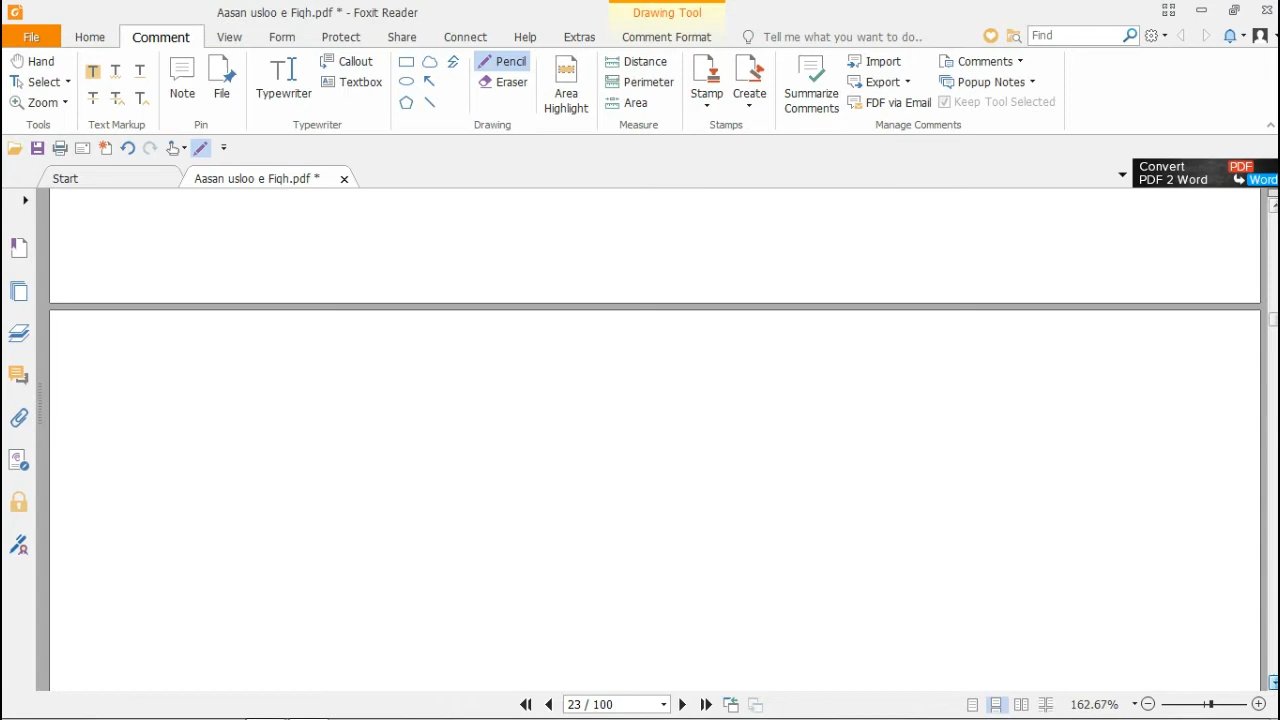 Aasan usloo e Fiqh.pdf * - Foxit Reader
Drawing Tool
File Home Comment View Form Protect Share Connect Help Extras Comment Format Tell me what you want to do.. Find
Hand Callout Pencil Distance Import Comments
Select Textbox Eraser Perimeter Export Popup Notes
Zoom Note File Typewriter Area Highlight Area Stamp Create Summarize Comments FDF via Email Keep Tool Selected
Tools Text Markup Pin Typewriter Drawing Measure Stamps Manage Comments
Start Aasan usloo e Fiqh.pdf *
Convert PDF
PDF 2 Word Word
23 / 100 162.67%